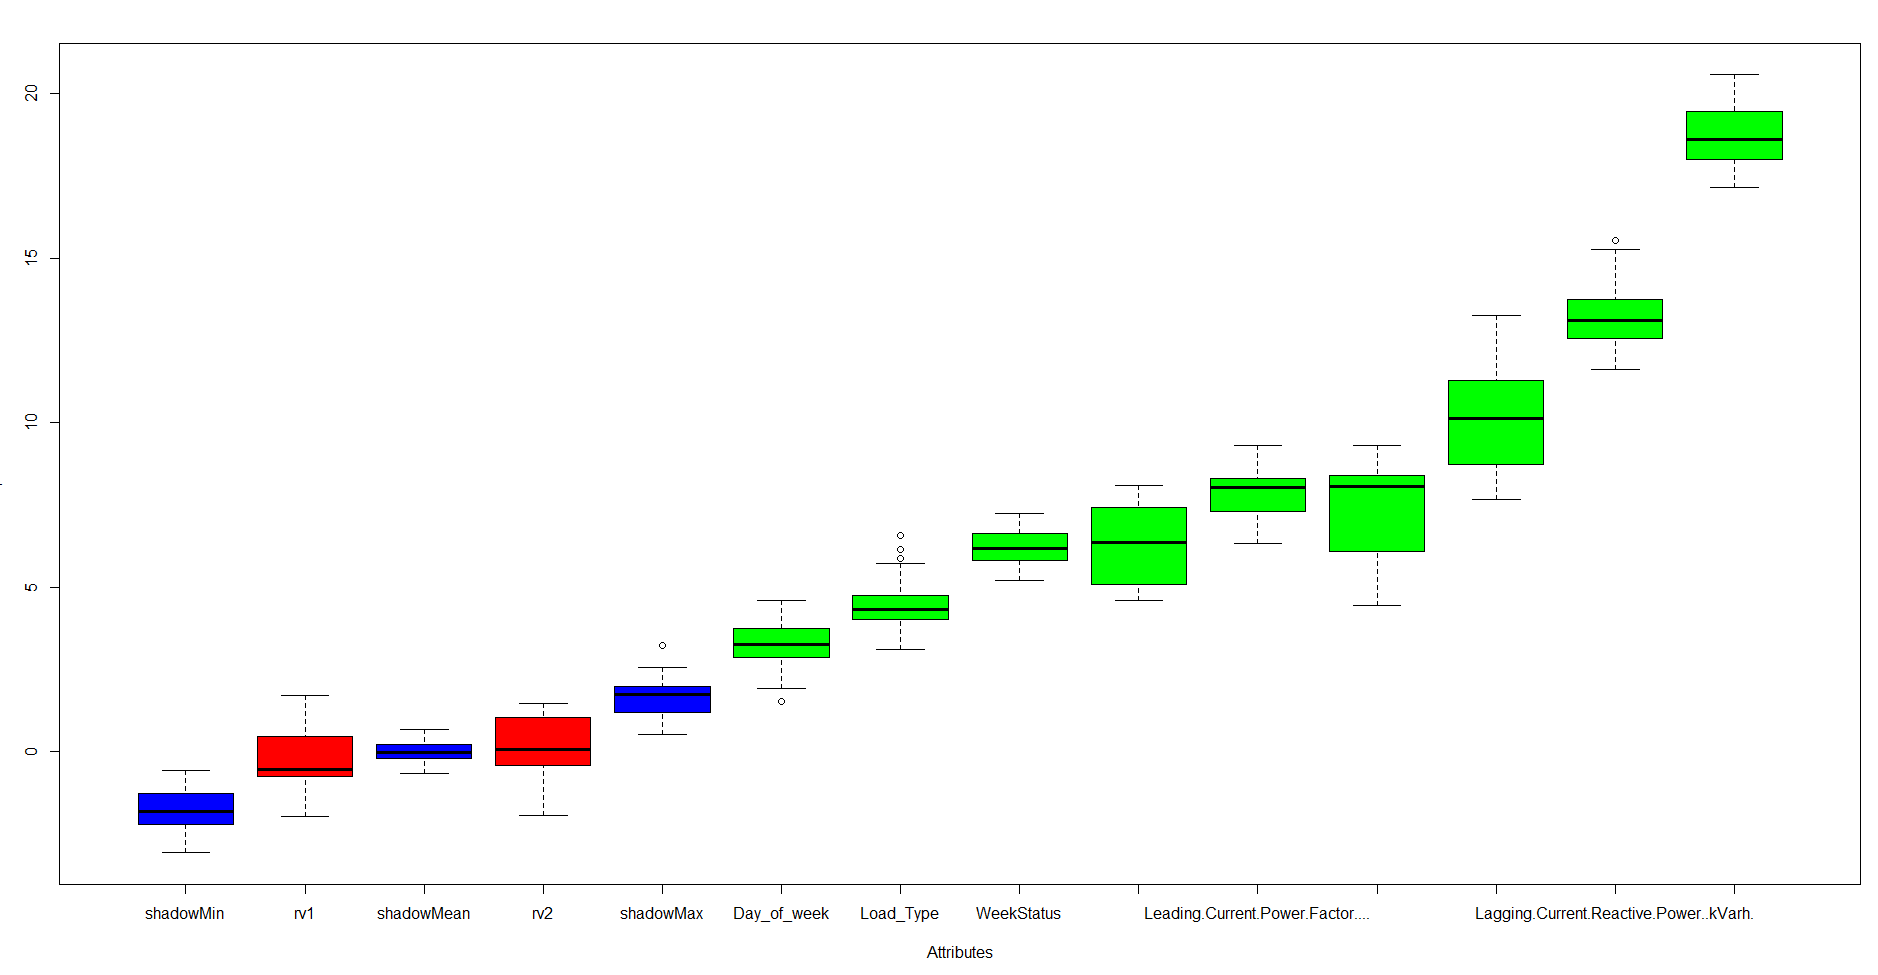 20
15
10
5
0
shadowMin rv1 shadowMean rv2 shadowMax Day_of_week Load_Type WeekStatus Leading.Current.Power.Factor.... Lagging.Current.Reactive.Power..kVarh.
Attributes